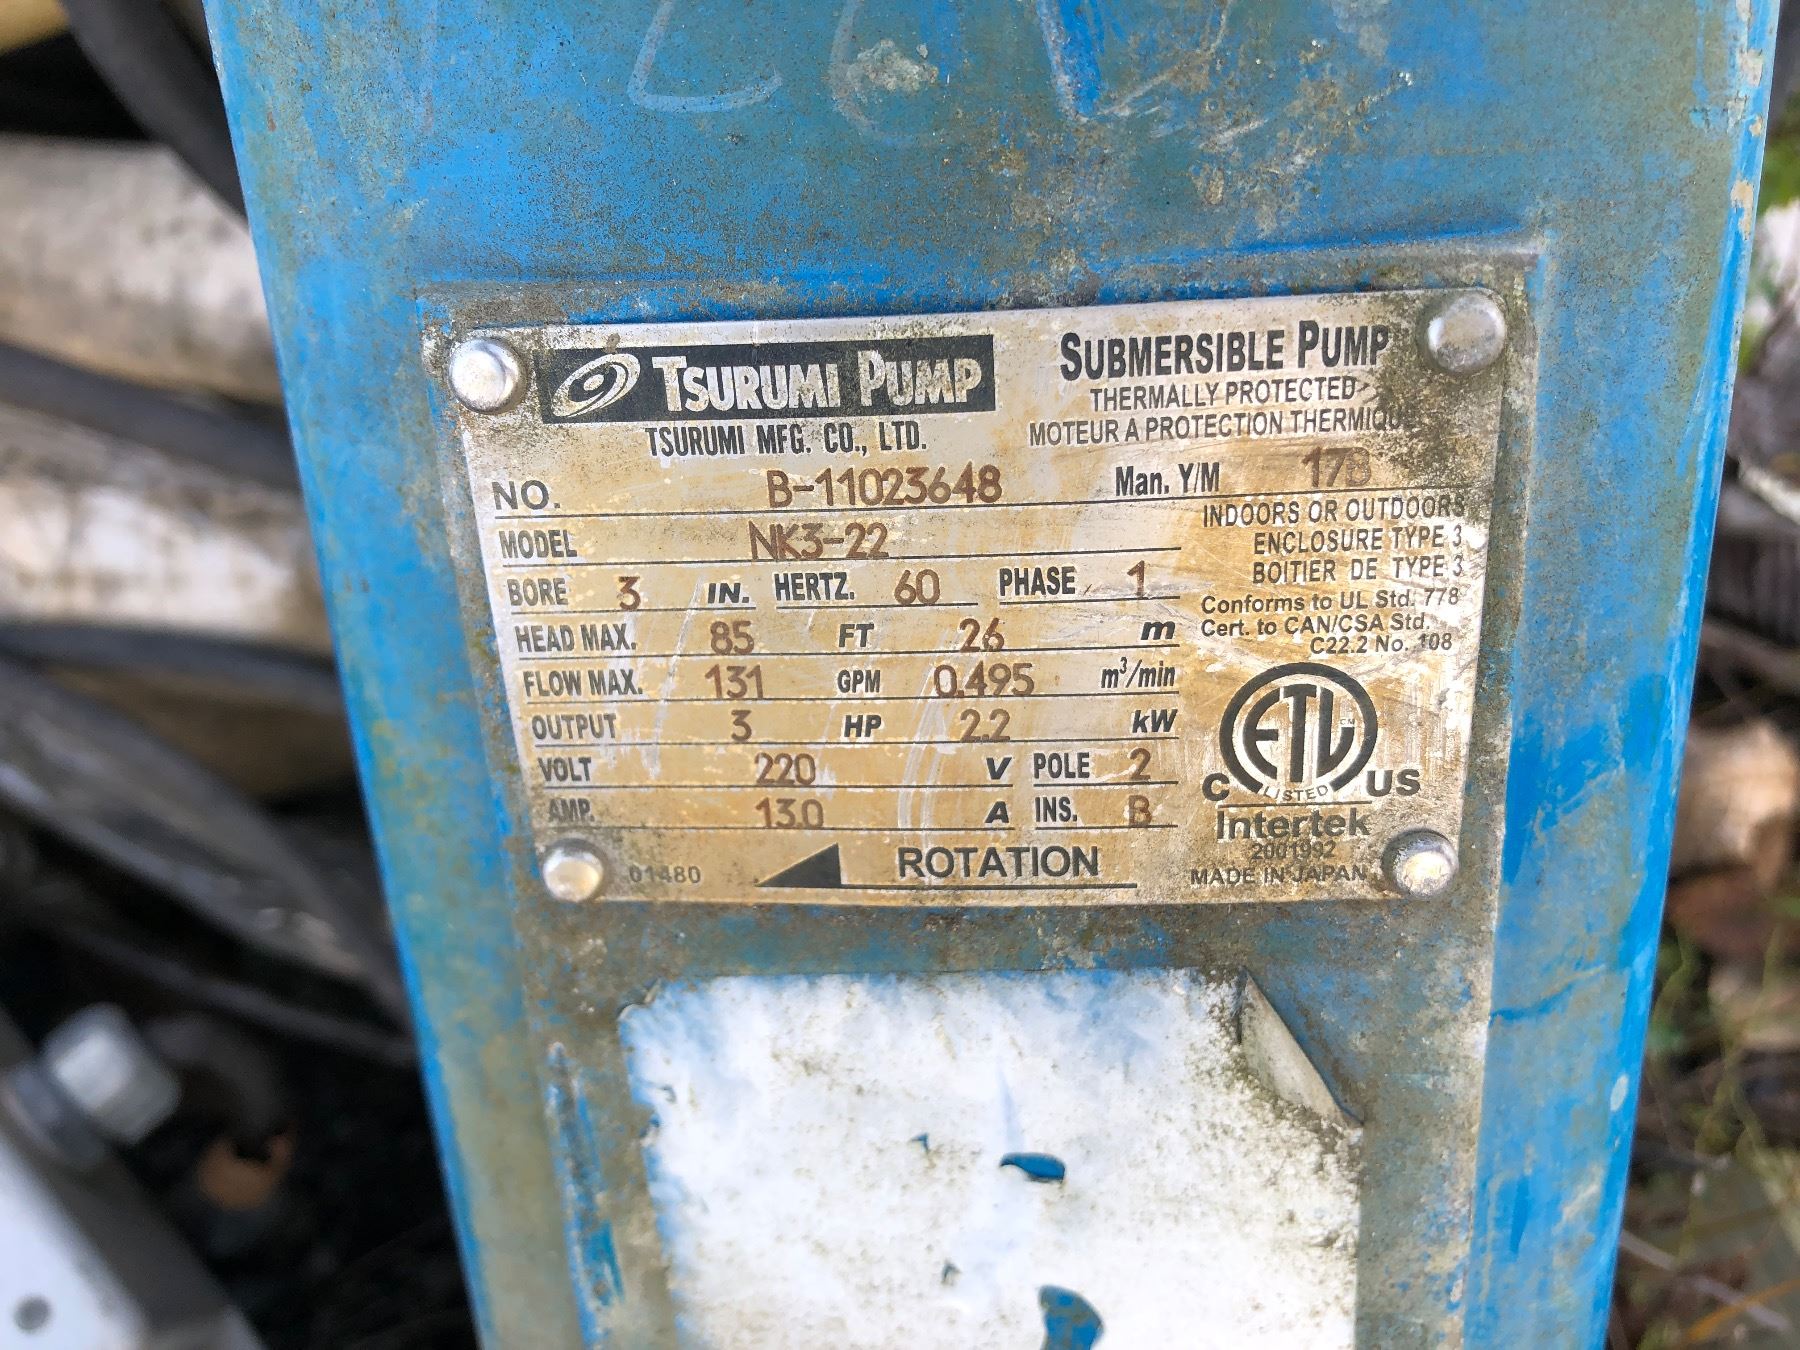 TSURUMI PUMP
TSURUMI MFG. CO., LTD.
SUBMERSIBLE PUMP
THERMALLY PROTECTED
MOTEUR A PROTECTION THERMIQUE
NO. B-11023648 Man. Y/M
MODEL NK3-22
INDOORS OR OUTDOORS
ENCLOSURE TYPE 3
BOITIER DE TYPE 3
BORE 3 IN. HERTZ. 60 PHASE 1
Conforms to UL Std. 778
Cert. to CAN/CSA Std.
C22.2 No. 108
HEAD MAX. 85 FT 26 m
FLOW MAX. 131 GPM 0.495 m³/min
OUTPUT 3 HP 2.2 kW
VOLT 220 V POLE 2
AMP. 13.0 A INS. B
ETL CM
C LISTED US
Intertek
2001992
MADE IN JAPAN
01480 ROTATION